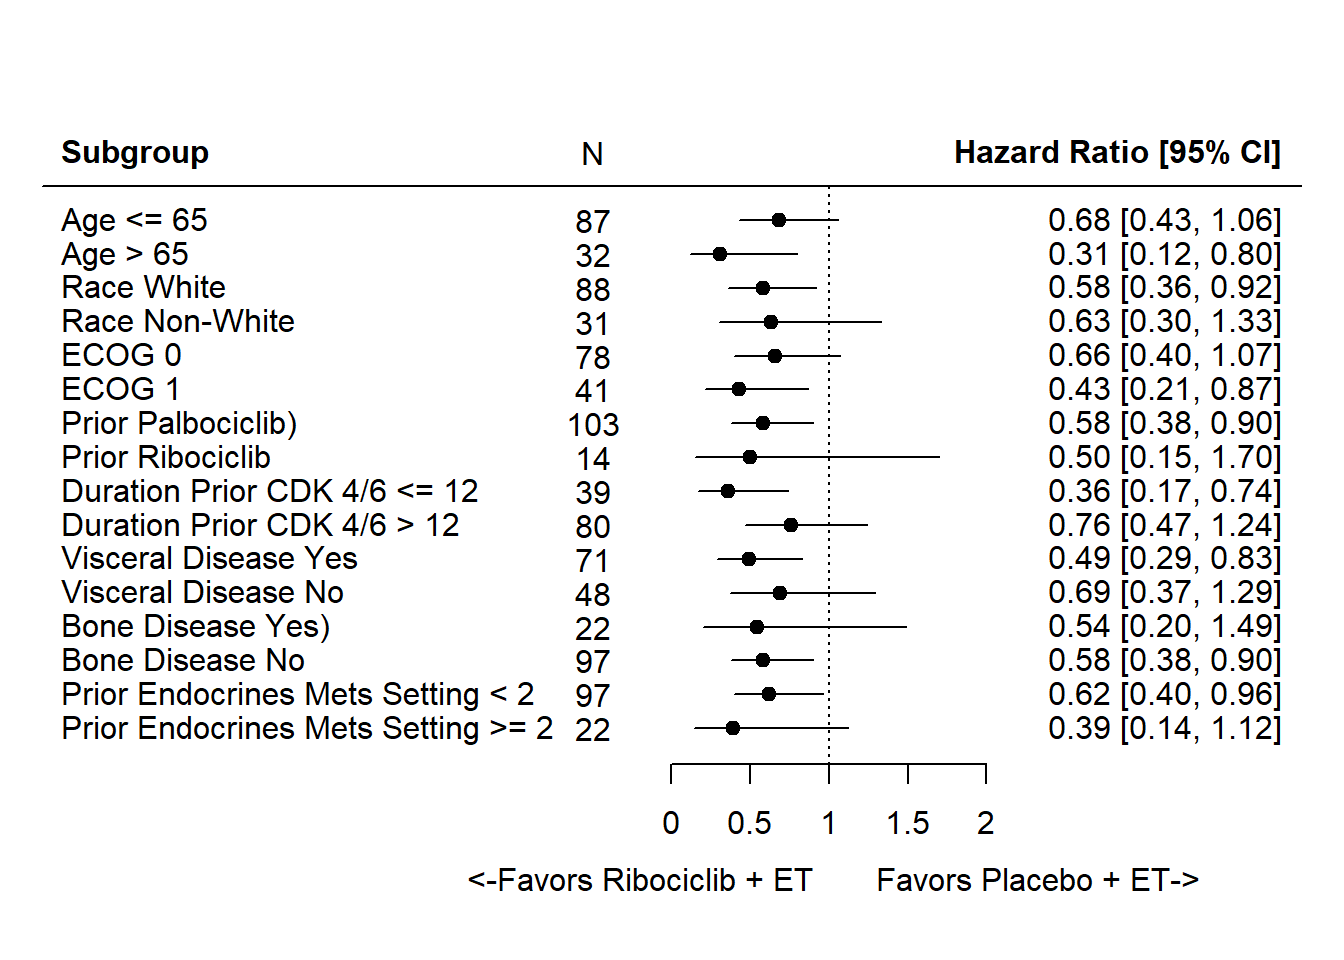 Subgroup N Hazard Ratio [95% CI]
Age <= 65 87 0.68 [0.43, 1.06]
Age > 65 32 0.31 [0.12, 0.80]
Race White 88 0.58 [0.36, 0.92]
Race Non-White 31 0.63 [0.30, 1.33]
ECOG 0 78 0.66 [0.40, 1.07]
ECOG 1 41 0.43 [0.21, 0.87]
Prior Palbociclib) 103 0.58 [0.38, 0.90]
Prior Ribociclib 14 0.50 [0.15, 1.70]
Duration Prior CDK 4/6 <= 12 39 0.36 [0.17, 0.74]
Duration Prior CDK 4/6 > 12 80 0.76 [0.47, 1.24]
Visceral Disease Yes 71 0.49 [0.29, 0.83]
Visceral Disease No 48 0.69 [0.37, 1.29]
Bone Disease Yes) 22 0.54 [0.20, 1.49]
Bone Disease No 97 0.58 [0.38, 0.90]
Prior Endocrines Mets Setting < 2 97 0.62 [0.40, 0.96]
Prior Endocrines Mets Setting >= 2 22 0.39 [0.14, 1.12]
0 0.5 1 1.5 2
<-Favors Ribociclib + ET Favors Placebo + ET->